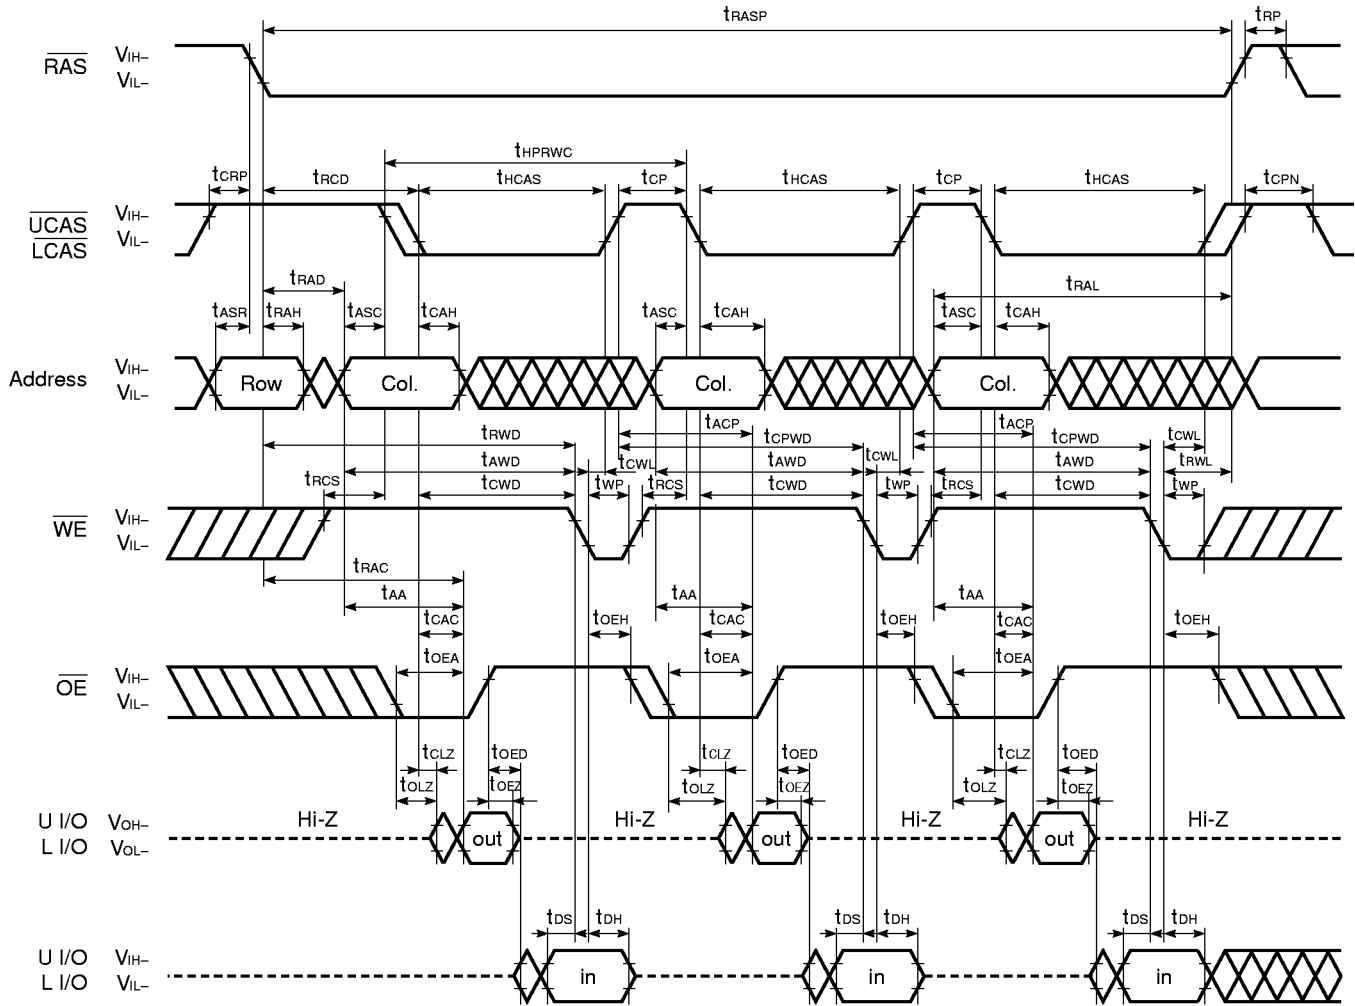 tRASP tRP
RAS VIH– VIL–
tHPRWC
tCRP tRCD tHCAS tCP tHCAS tCP tHCAS tCPN
UCAS VIH–
LCAS VIL–
tRAD tRAL
tASR tRAH tASC tCAH tASC tCAH tASC tCAH
Address VIH– VIL– Row Col. Col. Col.
tACP tACP
tRWD tCPWD tCPWD tCWL
tAWD tCWL tAWD tCWL tAWD tRWL
tRCS tCWD tWP tRCS tCWD tWP tRCS tCWD tWP
WE VIH– VIL–
tRAC
tAA tAA tAA
tCAC tOEH tCAC tOEH tCAC tOEH
tOEA tOEA tOEA
OE VIH– VIL–
tCLZ tOED tCLZ tOED tCLZ tOED
tOLZ tOEZ tOLZ tOEZ tOLZ tOEZ
Hi-Z Hi-Z Hi-Z Hi-Z
U I/O VOH–
L I/O VOL– out out out
tDS tDH tDS tDH tDS tDH
U I/O VIH–
L I/O VIL– in in in